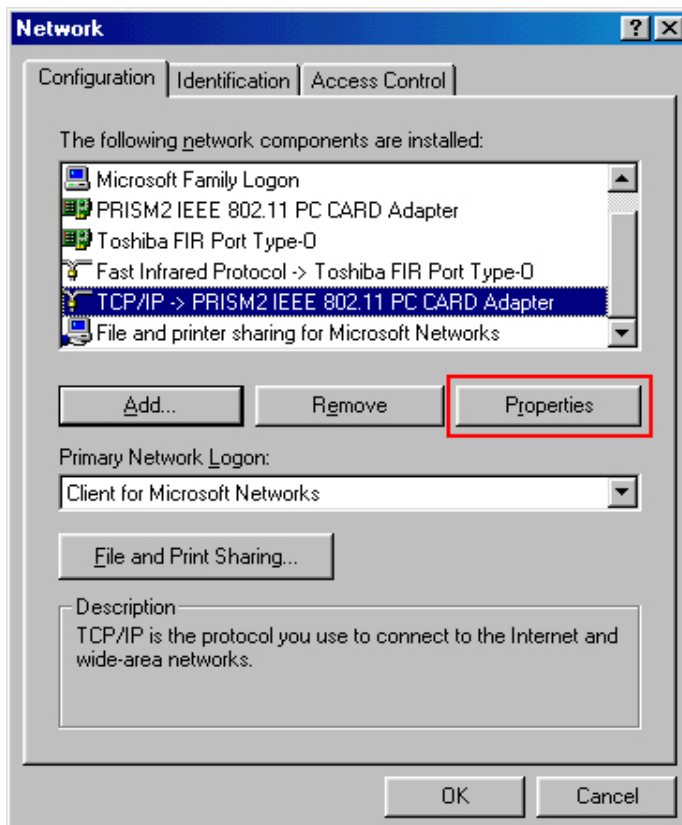 Network
Configuration Identification Access Control
The following network components are installed:
Microsoft Family Logon
PRISM2 IEEE 802.11 PC CARD Adapter
Toshiba FIR Port Type-O
Fast Infrared Protocol -> Toshiba FIR Port Type-O
TCP/IP -> PRISM2 IEEE 802.11 PC CARD Adapter
File and printer sharing for Microsoft Networks
Add... Remove Properties
Primary Network Logon:
Client for Microsoft Networks
File and Print Sharing...
Description
TCP/IP is the protocol you use to connect to the Internet and
wide-area networks.
OK Cancel